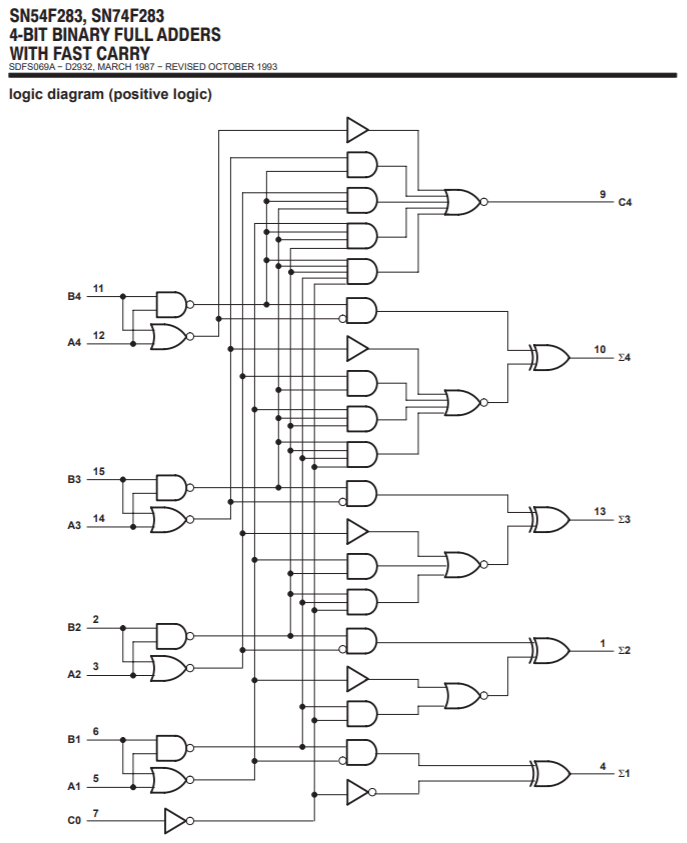 SN54F283, SN74F283
4-BIT BINARY FULL ADDERS
WITH FAST CARRY
SDFS069A – D2932, MARCH 1987 – REVISED OCTOBER 1993
logic diagram (positive logic)
9 C4
B4 11
A4 12
10 Σ4
B3 15
A3 14
13 Σ3
B2 2
A2 3
1 Σ2
B1 6
A1 5
4 Σ1
C0 7